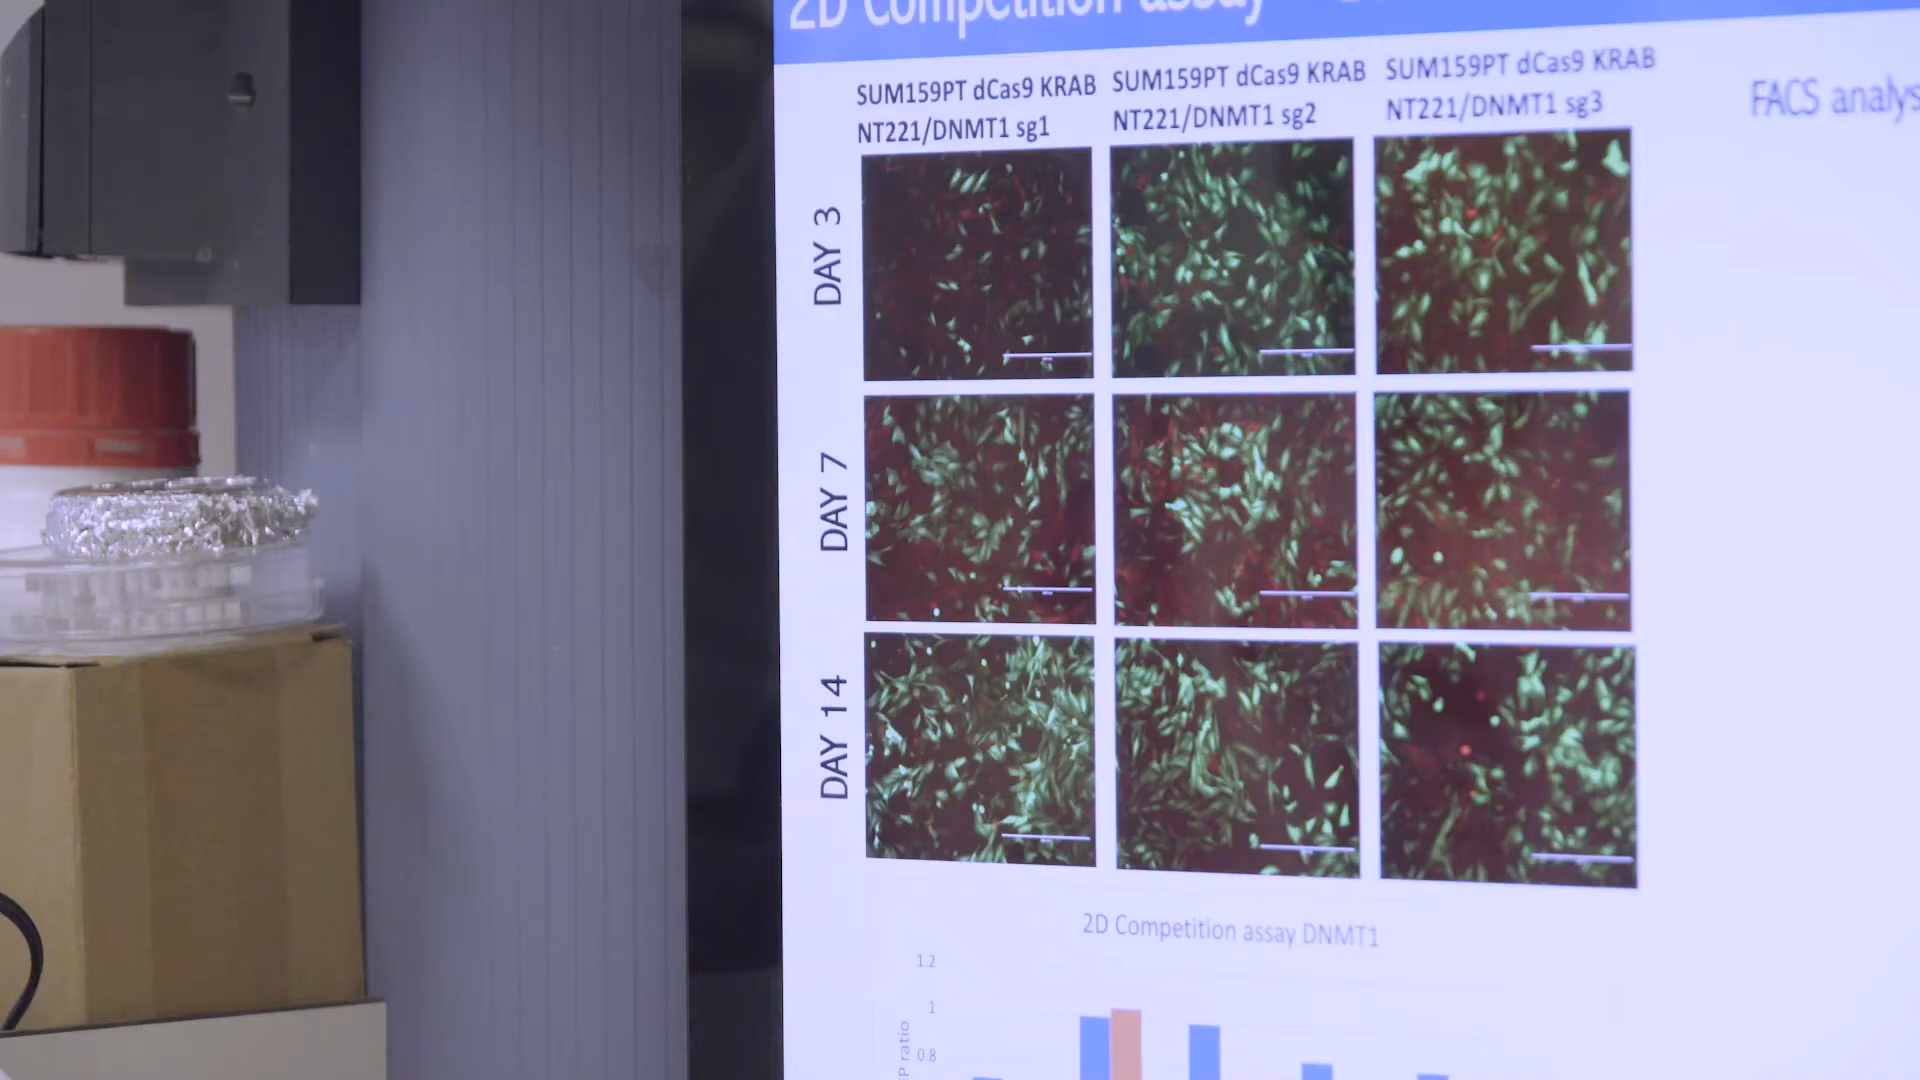 2D Competition assay
SUM159PT dCas9 KRAB
NT221/DNMT1 sg1
SUM159PT dCas9 KRAB
NT221/DNMT1 sg2
SUM159PT dCas9 KRAB
NT221/DNMT1 sg3
FACS analys
DAY 3
DAY 7
DAY 14
2D Competition assay DNMT1
1.2
1
0.8
ratio